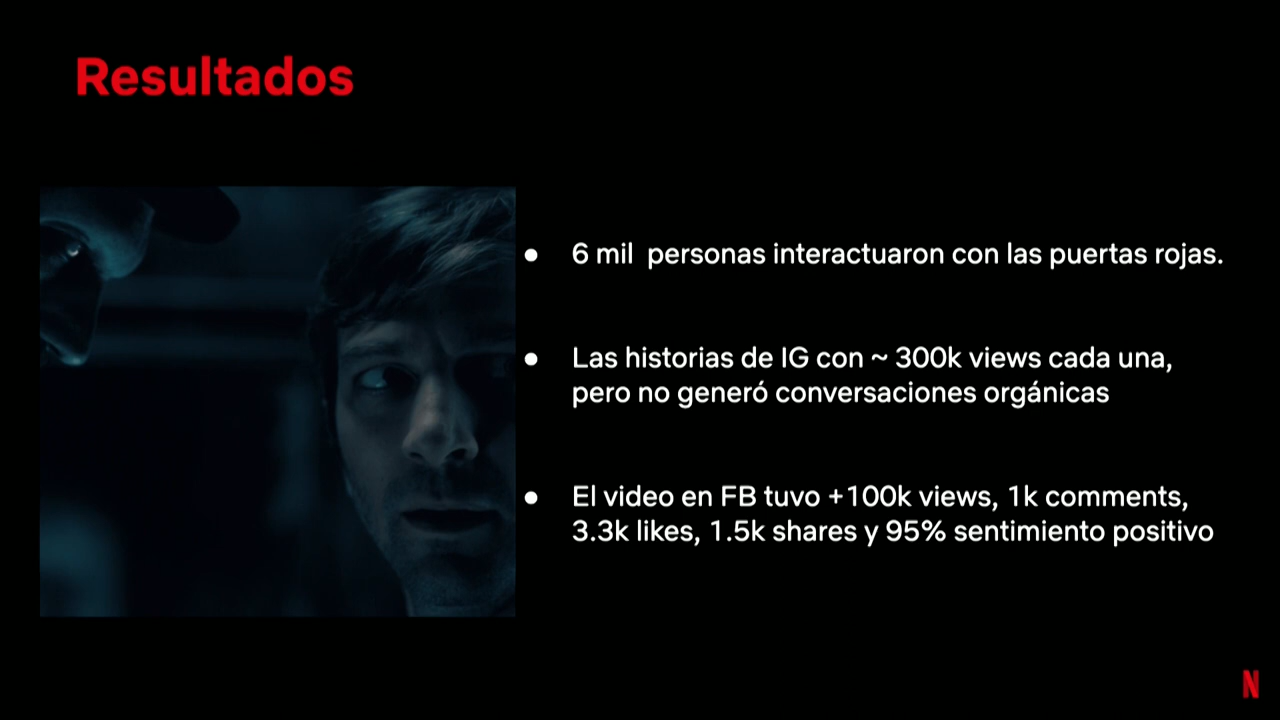 Resultados
● 6 mil  personas interactuaron con las puertas rojas.
● Las historias de IG con ~ 300k views cada una,
pero no generó conversaciones orgánicas
● El video en FB tuvo +100k views, 1k comments,
3.3k likes, 1.5k shares y 95% sentimiento positivo
N